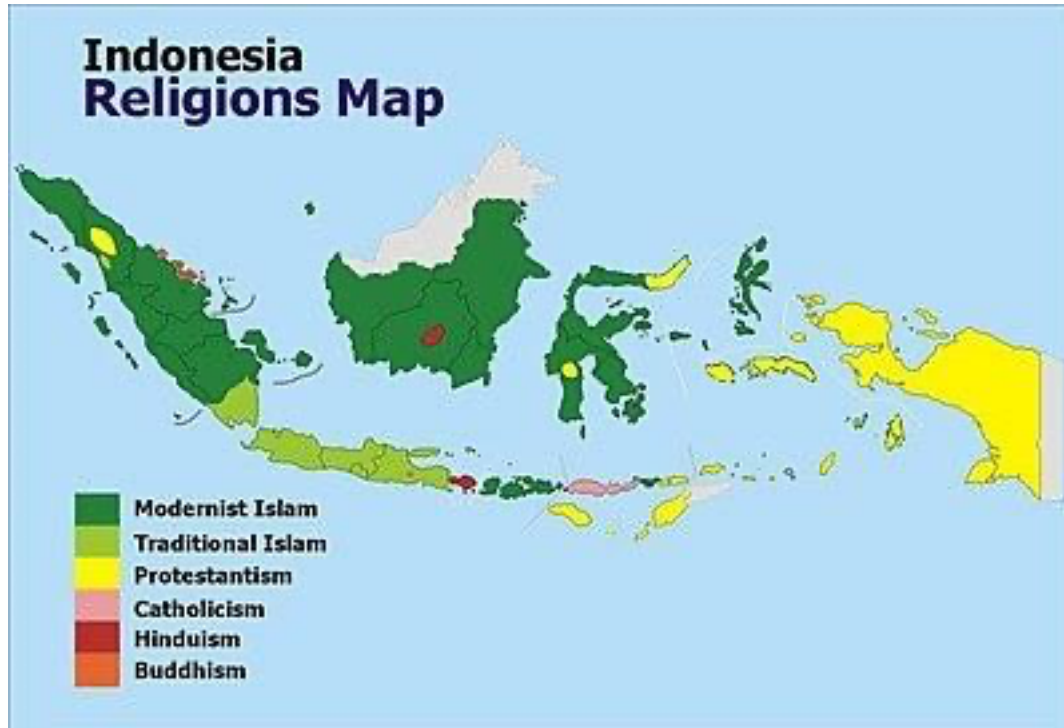 Indonesia
Religions Map
Modernist Islam
Traditional Islam
Protestantism
Catholicism
Hinduism
Buddhism